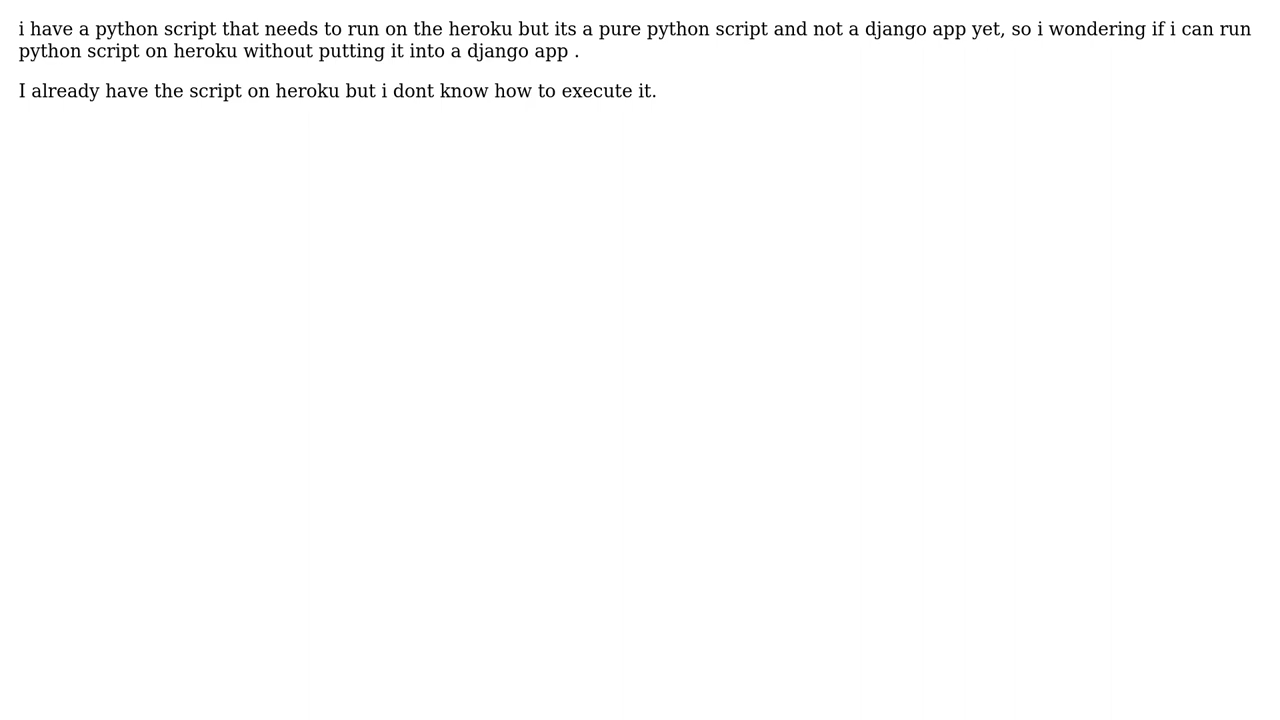 i have a python script that needs to run on the heroku but its a pure python script and not a django app yet, so i wondering if i can run
python script on heroku without putting it into a django app .
I already have the script on heroku but i dont know how to execute it.